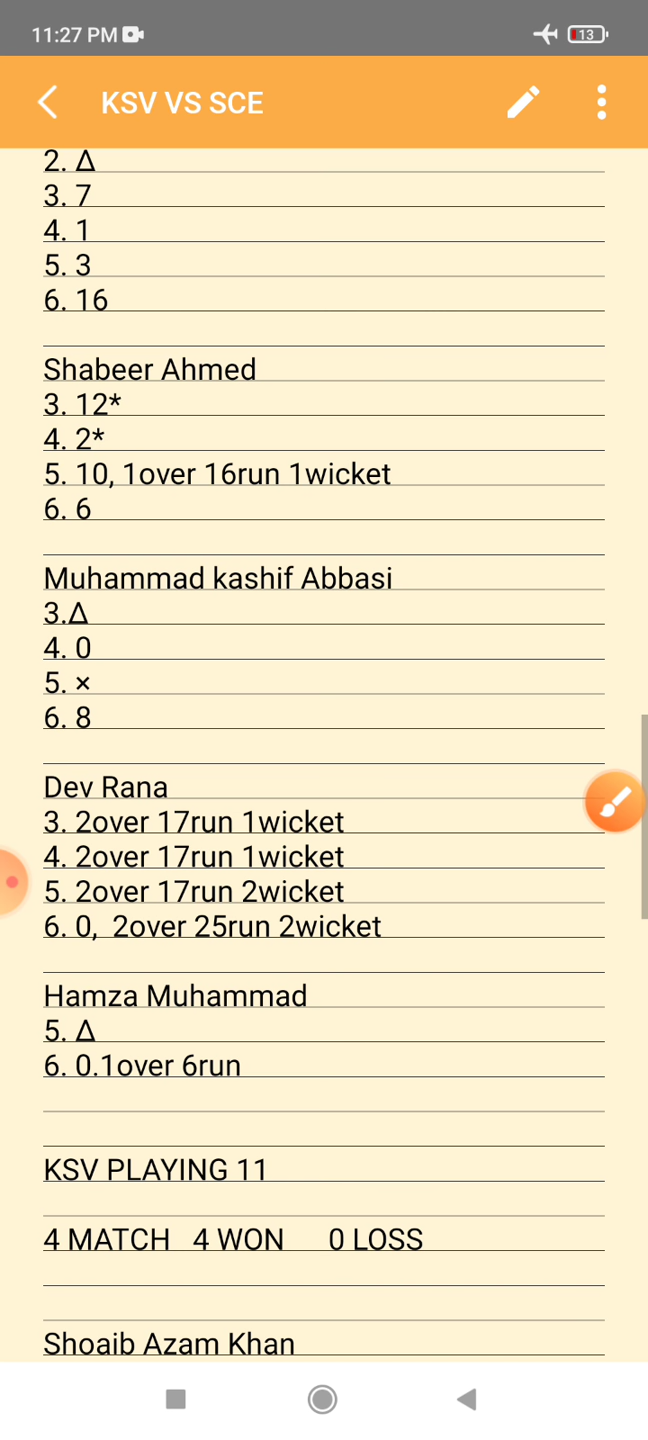 11:27 PM
13
KSV VS SCE
2. Δ
3. 7
4. 1
5. 3
6. 16
Shabeer Ahmed
3. 12*
4. 2*
5. 10, 1over 16run 1wicket
6. 6
Muhammad kashif Abbasi
3.Δ
4. 0
5. ×
6. 8
Dev Rana
3. 2over 17run 1wicket
4. 2over 17run 1wicket
5. 2over 17run 2wicket
6. 0,  2over 25run 2wicket
Hamza Muhammad
5. Δ
6. 0.1over 6run
KSV PLAYING 11
4 MATCH   4 WON      0 LOSS
Shoaib Azam Khan